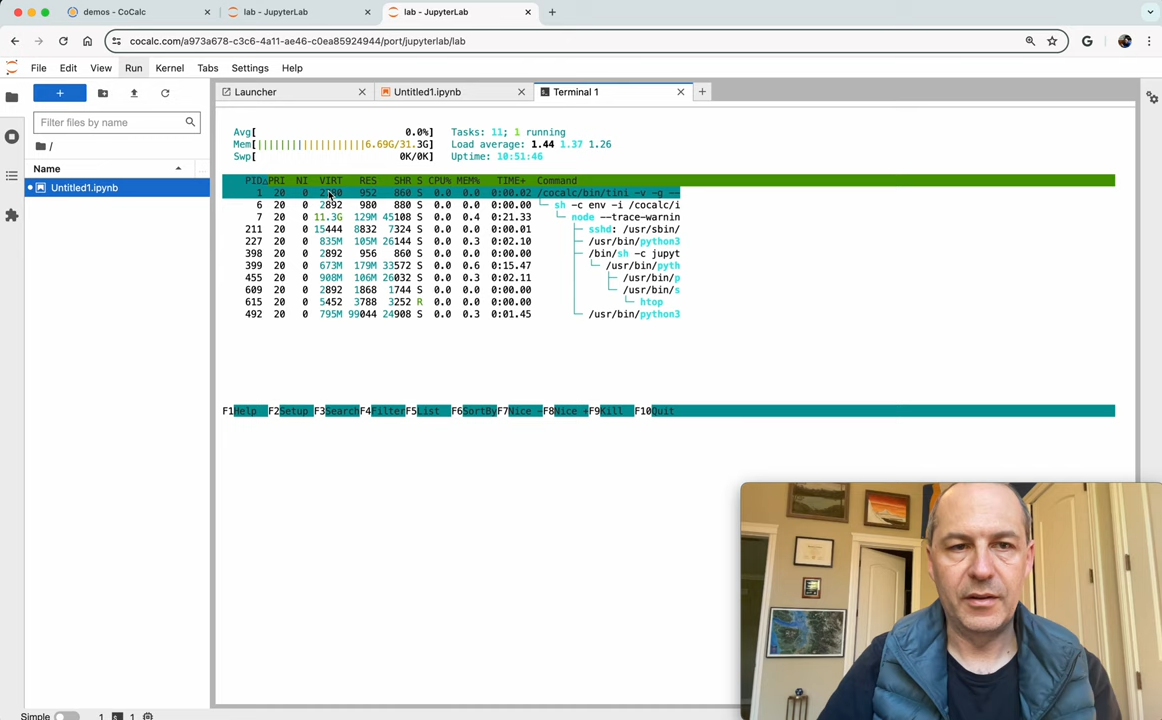 demos - CoCalc
lab - JupyterLab
lab - JupyterLab
cocalc.com/a973a678-c3c6-4a11-ae46-c0ea85924944/port/jupyterlab/lab
File Edit View Run Kernel Tabs Settings Help
Launcher
Untitled1.ipynb
Terminal 1
Filter files by name
/
Name
Untitled1.ipynb
Avg[ 0.0%] Tasks: 11; 1 running
Mem[||||||||||||||||||||6.69G/31.3G] Load average: 1.44 1.37 1.26
Swp[ 0K/0K] Uptime: 10:51:46
PID△PRI NI VIRT RES SHR S CPU% MEM% TIME+ Command
1 20 0 952 860 S 0.0 0.0 0:00.02 /cocalc/bin/tini -v -g --
6 20 0 2892 980 880 S 0.0 0.0 0:00.00 └─ sh -c env -i /cocalc/i
7 20 0 11.3G 129M 45108 S 0.0 0.4 0:21.33 └─ node --trace-warnin
211 20 0 15444 8832 7324 S 0.0 0.0 0:00.01 ├─ sshd: /usr/sbin/
227 20 0 835M 105M 26144 S 0.0 0.3 0:02.10 ├─ /usr/bin/python3
398 20 0 2892 956 860 S 0.0 0.0 0:00.00 ├─ /bin/sh -c jupyt
399 20 0 673M 179M 33572 S 0.0 0.6 0:15.47 │ └─ /usr/bin/pyth
455 20 0 908M 106M 26032 S 0.0 0.3 0:02.11 │ ├─ /usr/bin/p
609 20 0 2892 1868 1744 S 0.0 0.0 0:00.00 │ └─ /usr/bin/s
615 20 0 5452 3788 3252 R 0.0 0.0 0:00.00 │ └─ htop
492 20 0 795M 99044 24908 S 0.0 0.3 0:01.45 └─ /usr/bin/python3
F1Help F2Setup F3SearchF4FilterF5List F6SortByF7Nice -F8Nice +F9Kill F10Quit
Simple 1 1